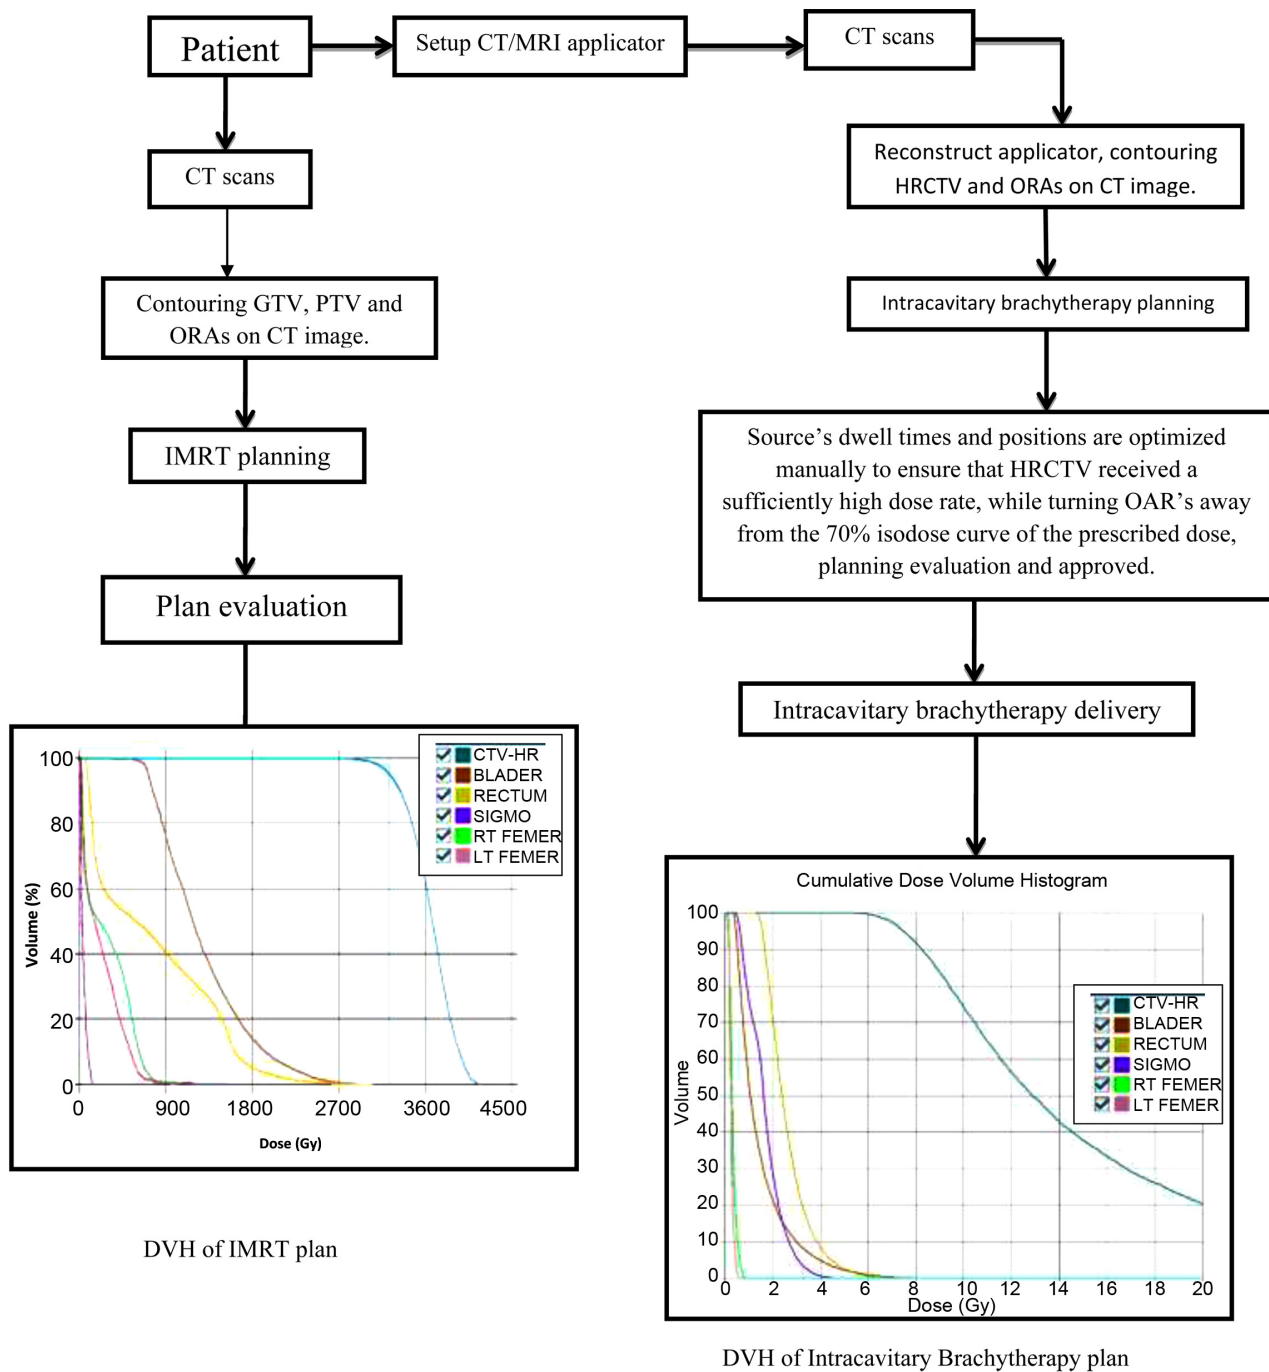 Patient
Setup CT/MRI applicator
CT scans
CT scans
Contouring GTV, PTV and
ORAs on CT image.
IMRT planning
Plan evaluation
CTV-HR
BLADER
RECTUM
SIGMO
RT FEMER
LT FEMER
100
80
60
40
20
0
Volume (%)
0 900 1800 2700 3600 4500
Dose (Gy)
DVH of IMRT plan
Reconstruct applicator, contouring
HRCTV and ORAs on CT image.
Intracavitary brachytherapy planning
Source’s dwell times and positions are optimized
manually to ensure that HRCTV received a
sufficiently high dose rate, while turning OAR’s away
from the 70% isodose curve of the prescribed dose,
planning evaluation and approved.
Intracavitary brachytherapy delivery
Cumulative Dose Volume Histogram
100
90
80
70
60
50
40
30
20
10
0
Volume
CTV-HR
BLADER
RECTUM
SIGMO
RT FEMER
LT FEMER
0 2 4 6 8 10 12 14 16 18 20
Dose (Gy)
DVH of Intracavitary Brachytherapy plan